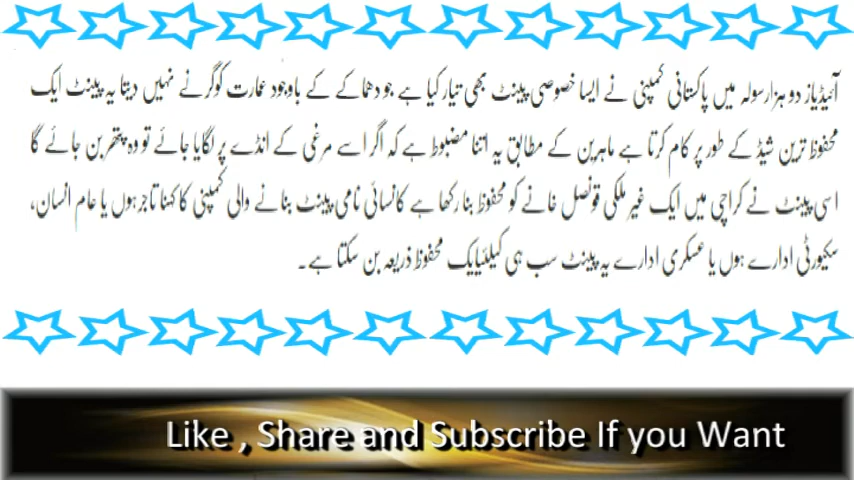 آئیڈیاز دو ہزار سولہ میں پاکستانی کمپنی نے ایسا خصوصی پینٹ بھی تیار کیا ہے جو دھماکے کے باوجود عمارت کو گرنے نہیں دیتا یہ پینٹ ایک
محفوظ ترین شیڈ کے طور پر کام کرتا ہے ماہرین کے مطابق یہ اتنا مضبوط ہے کہ اگر اسے مرغی کے انڈے پر لگایا جائے تو وہ پتھر بن جائے گا
اسی پینٹ نے کراچی میں ایک غیر ملکی قونصل خانے کو محفوظ بنا رکھا ہے کانسائی نامی پینٹ بنانے والی کمپنی کا کہنا تاجر ہوں یا عام انسان،
سکیورٹی ادارے ہوں یا عسکری ادارے یہ پینٹ سب ہی کیلئیایک محفوظ ذریعہ بن سکتا ہے۔
Like , Share and Subscribe If you Want